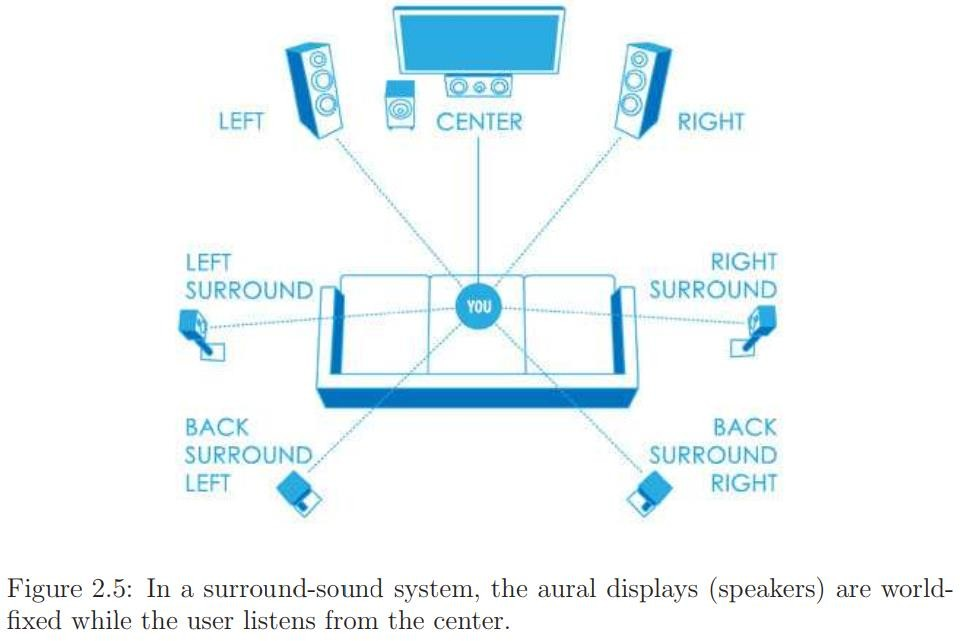 LEFT
CENTER
RIGHT
LEFT
SURROUND
RIGHT
SURROUND
YOU
BACK
SURROUND
LEFT
BACK
SURROUND
RIGHT
Figure 2.5: In a surround-sound system, the aural displays (speakers) are world-
fixed while the user listens from the center.